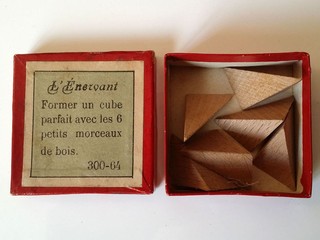 L'Énervant
Former un cube
parfait avec les 6
petits morceaux
de bois.
300-64